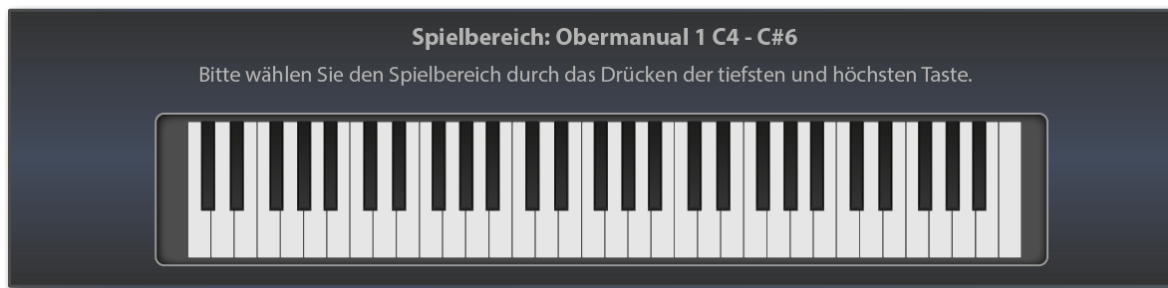 Spielbereich: Obermanual 1 C4 - C#6
Bitte wählen Sie den Spielbereich durch das Drücken der tiefsten und höchsten Taste.